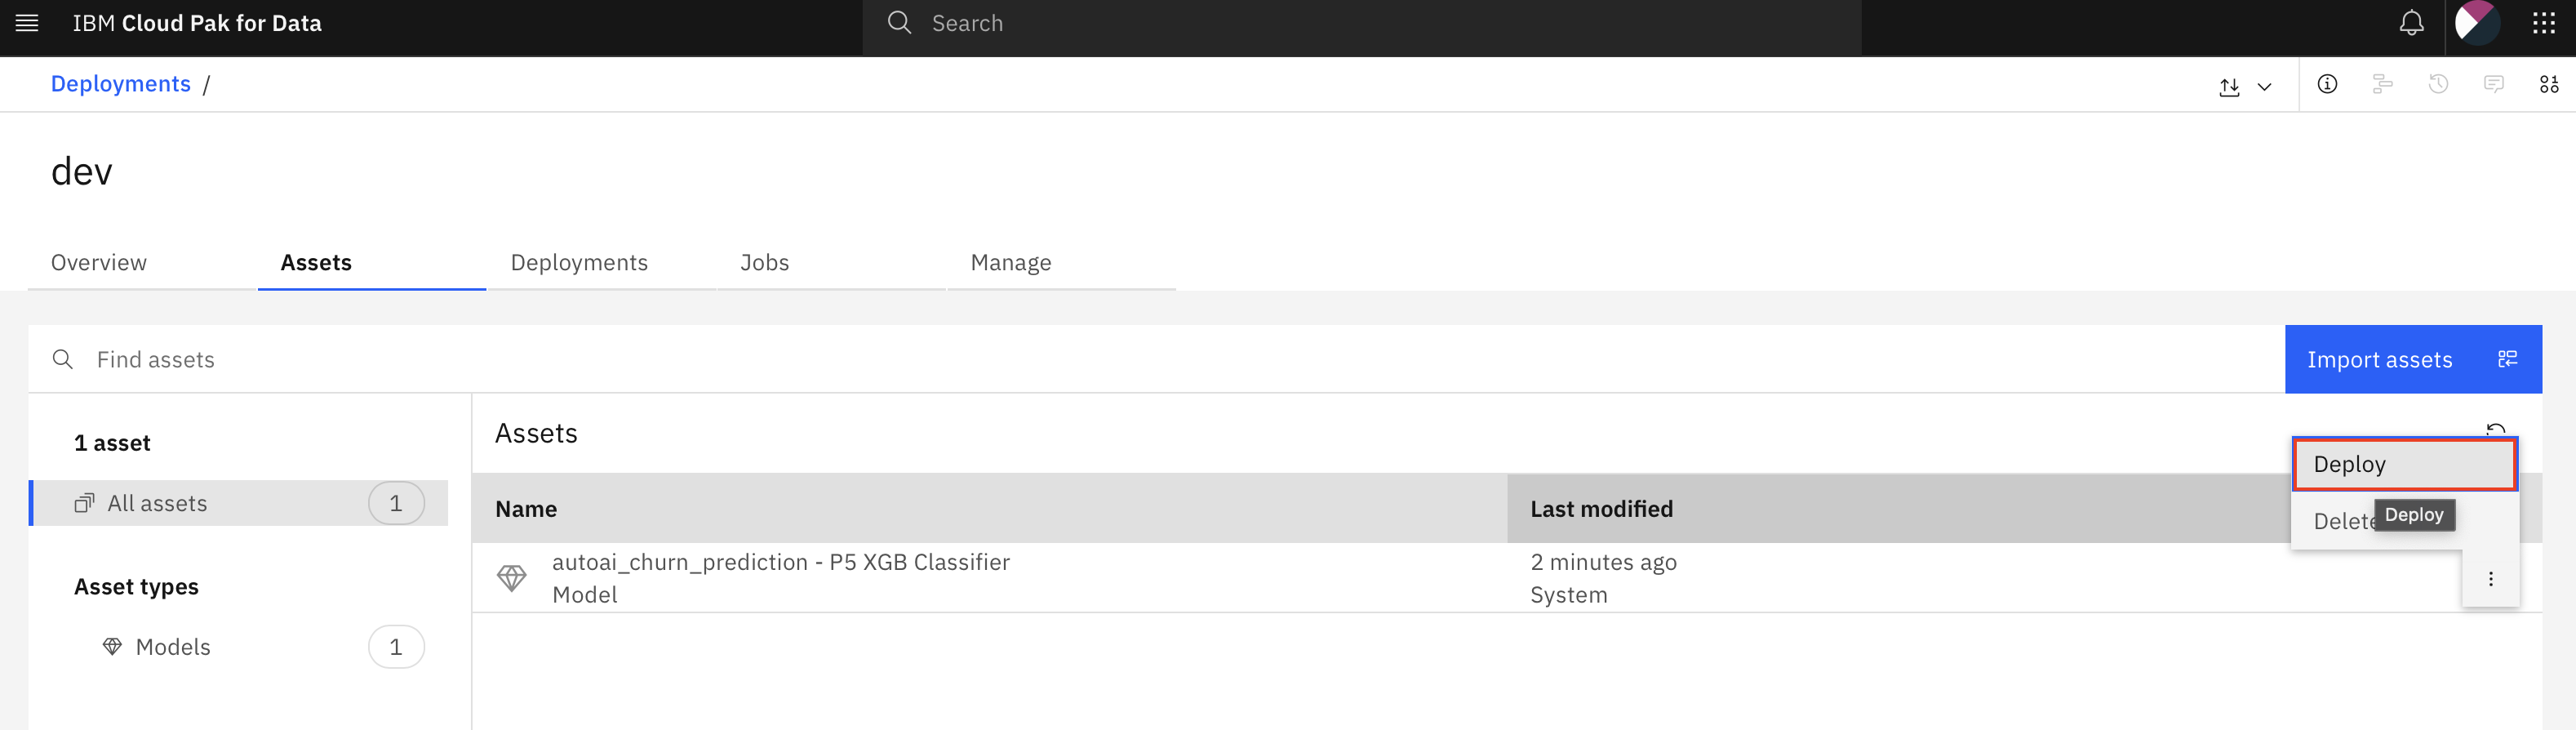 IBM Cloud Pak for Data
Search
Deployments /
dev
Overview
Assets
Deployments
Jobs
Manage
Find assets
Import assets
1 asset
All assets
1
Asset types
Models
1
Assets
Name
Last modified
autoai_churn_prediction - P5 XGB Classifier
Model
2 minutes ago
System
Deploy
Delete
Deploy